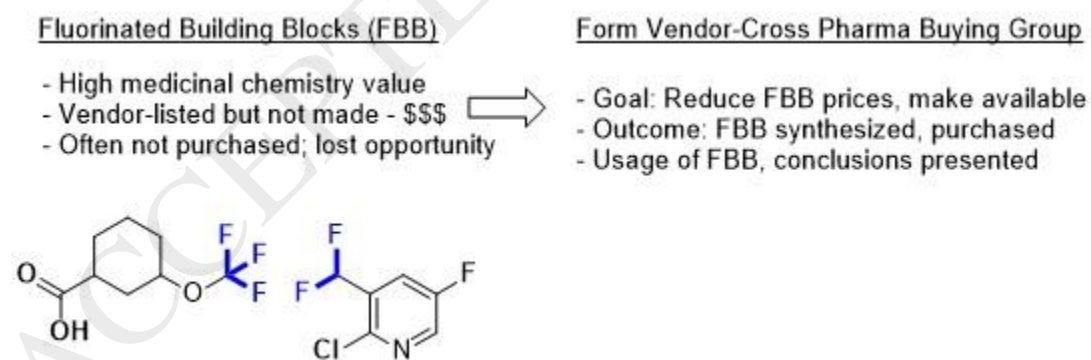 Fluorinated Building Blocks (FBB)
- High medicinal chemistry value
- Vendor-listed but not made - $$$
- Often not purchased; lost opportunity
Form Vendor-Cross Pharma Buying Group
- Goal: Reduce FBB prices, make available
- Outcome: FBB synthesized, purchased
- Usage of FBB, conclusions presented
O
OH
O
F
F
F
F
F
F
Cl
N
ACCEPTE